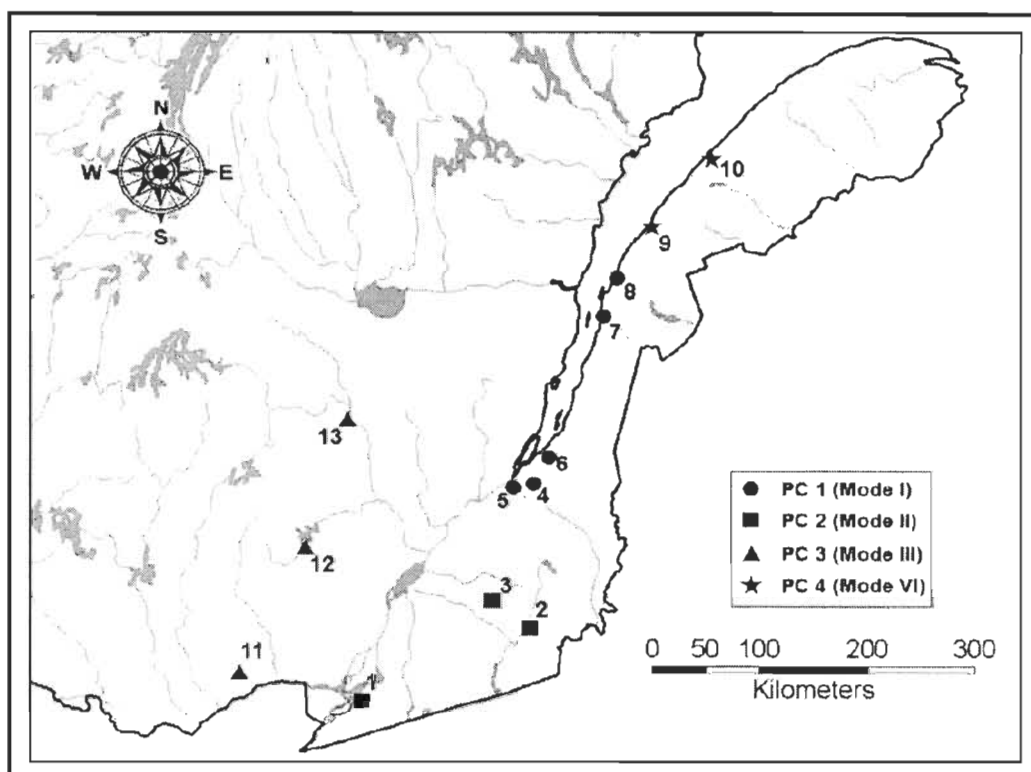 N
W E
S
10
9
8
7
13
6
5 4
12
3
2
11
1
PC 1 (Mode I)
PC 2 (Mode II)
PC 3 (Mode III)
PC 4 (Mode VI)
0 50 100 200 300
Kilometers